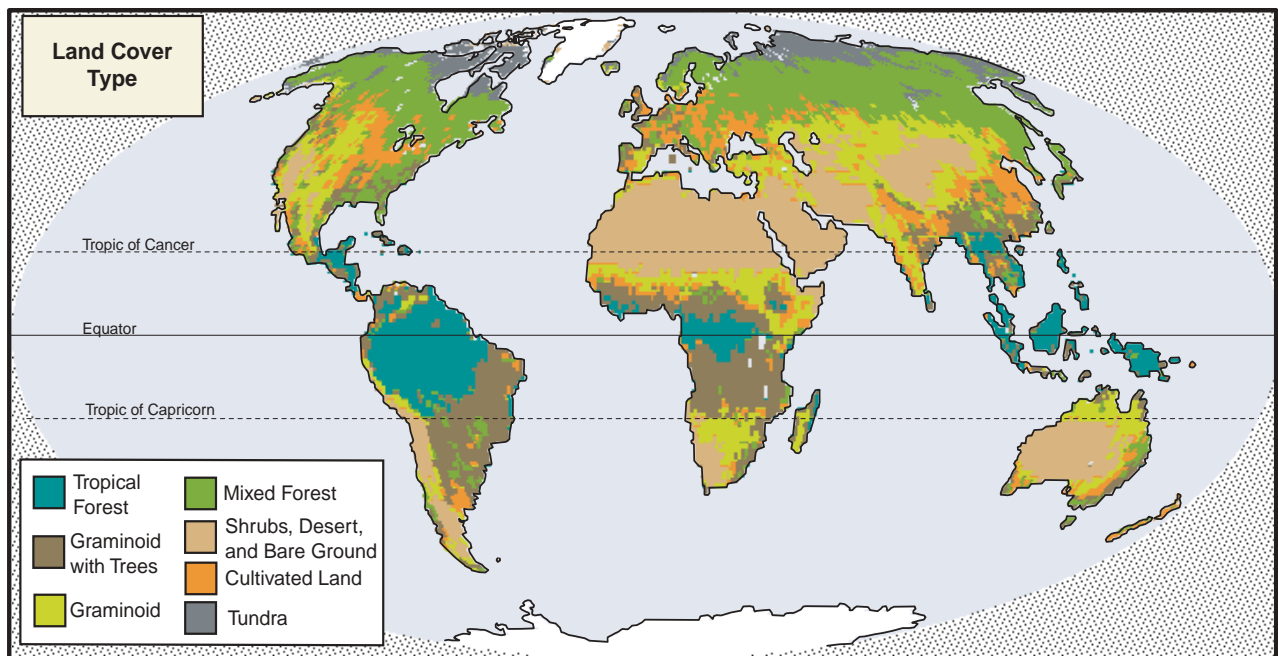 Land Cover
Type
Tropic of Cancer
Equator
Tropic of Capricorn
Tropical
Forest
Graminoid
with Trees
Graminoid
Mixed Forest
Shrubs, Desert,
and Bare Ground
Cultivated Land
Tundra